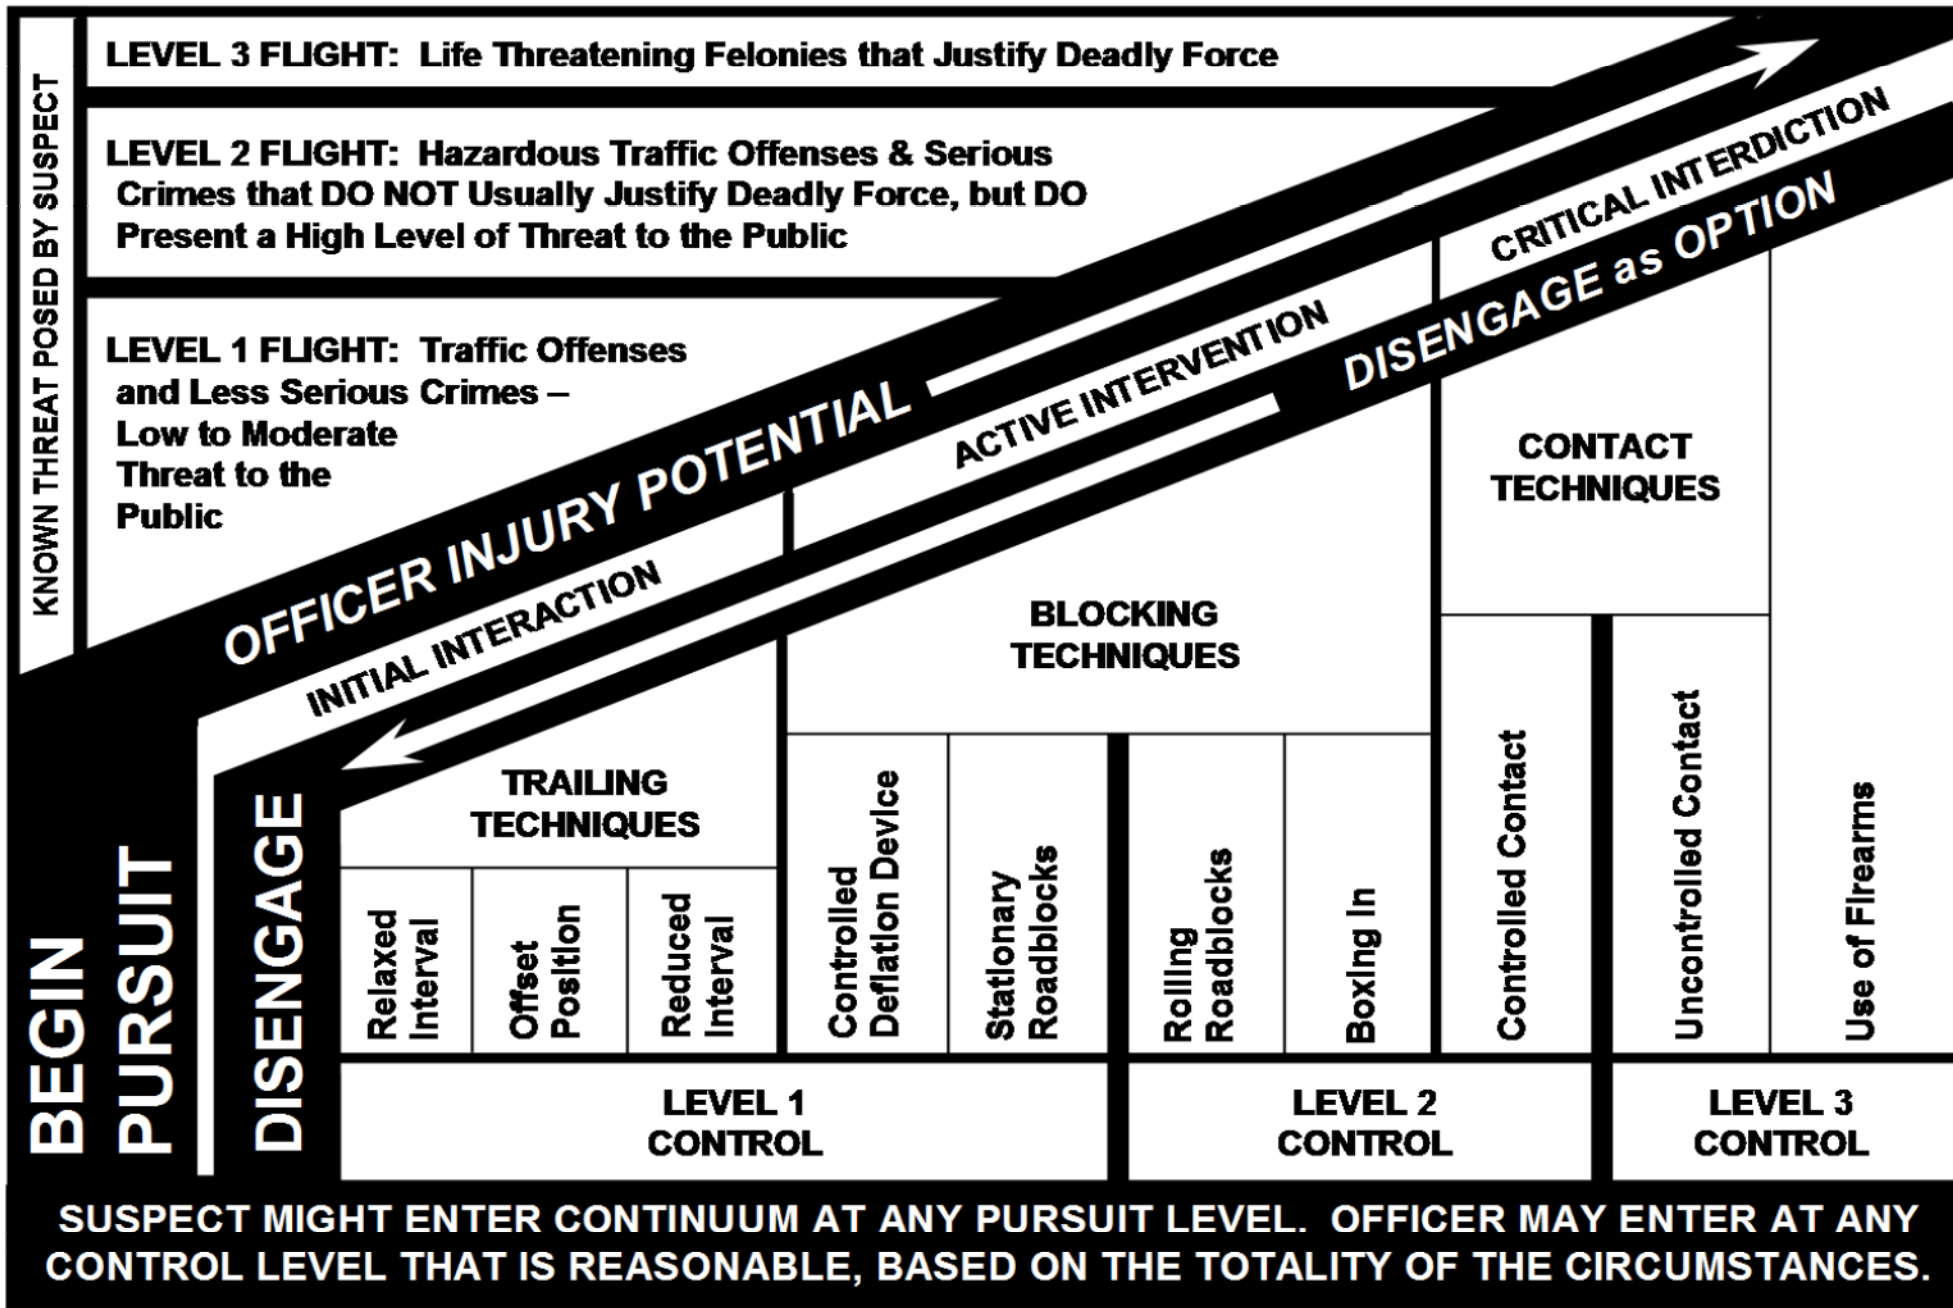 KNOWN THREAT POSED BY SUSPECT
LEVEL 3 FLIGHT: Life Threatening Felonies that Justify Deadly Force
LEVEL 2 FLIGHT: Hazardous Traffic Offenses & Serious
Crimes that DO NOT Usually Justify Deadly Force, but DO
Present a High Level of Threat to the Public
LEVEL 1 FLIGHT: Traffic Offenses
and Less Serious Crimes –
Low to Moderate
Threat to the
Public
OFFICER INJURY POTENTIAL
INITIAL INTERACTION
ACTIVE INTERVENTION
CRITICAL INTERDICTION
DISENGAGE as OPTION
BEGIN
PURSUIT
DISENGAGE
TRAILING
TECHNIQUES
BLOCKING
TECHNIQUES
CONTACT
TECHNIQUES
Relaxed
Interval
Offset
Position
Reduced
Interval
Controlled
Deflation Device
Stationary
Roadblocks
Rolling
Roadblocks
Boxing In
Controlled Contact
Uncontrolled Contact
Use of Firearms
LEVEL 1
CONTROL
LEVEL 2
CONTROL
LEVEL 3
CONTROL
SUSPECT MIGHT ENTER CONTINUUM AT ANY PURSUIT LEVEL. OFFICER MAY ENTER AT ANY
CONTROL LEVEL THAT IS REASONABLE, BASED ON THE TOTALITY OF THE CIRCUMSTANCES.